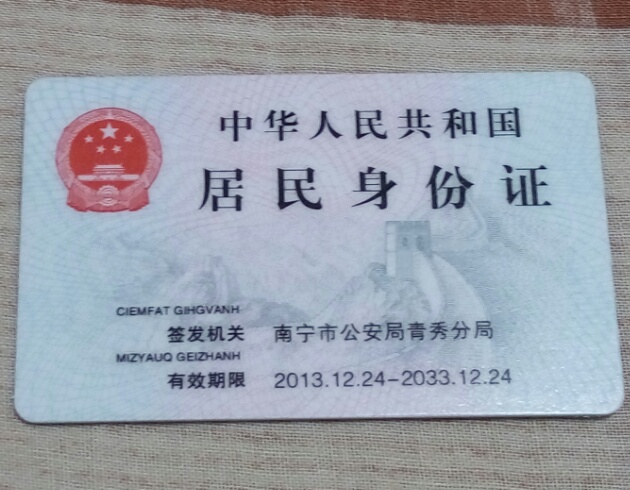 中华人民共和国
居民身份证
CIEMFAT GIHGVANH
签发机关 南宁市公安局青秀分局
MIZYAUQ GEIZHANH
有效期限 2013.12.24-2033.12.24